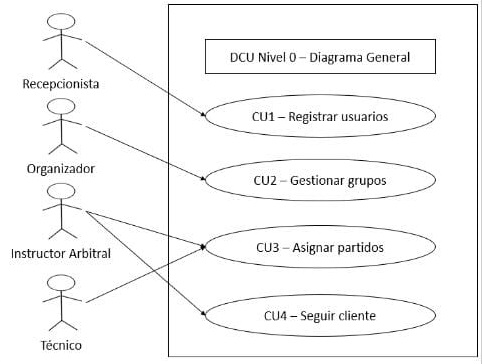 DCU Nivel 0 – Diagrama General
Recepcionista
CU1 – Registrar usuarios
Organizador
CU2 – Gestionar grupos
Instructor Arbitral
CU3 – Asignar partidos
CU4 – Seguir cliente
Técnico